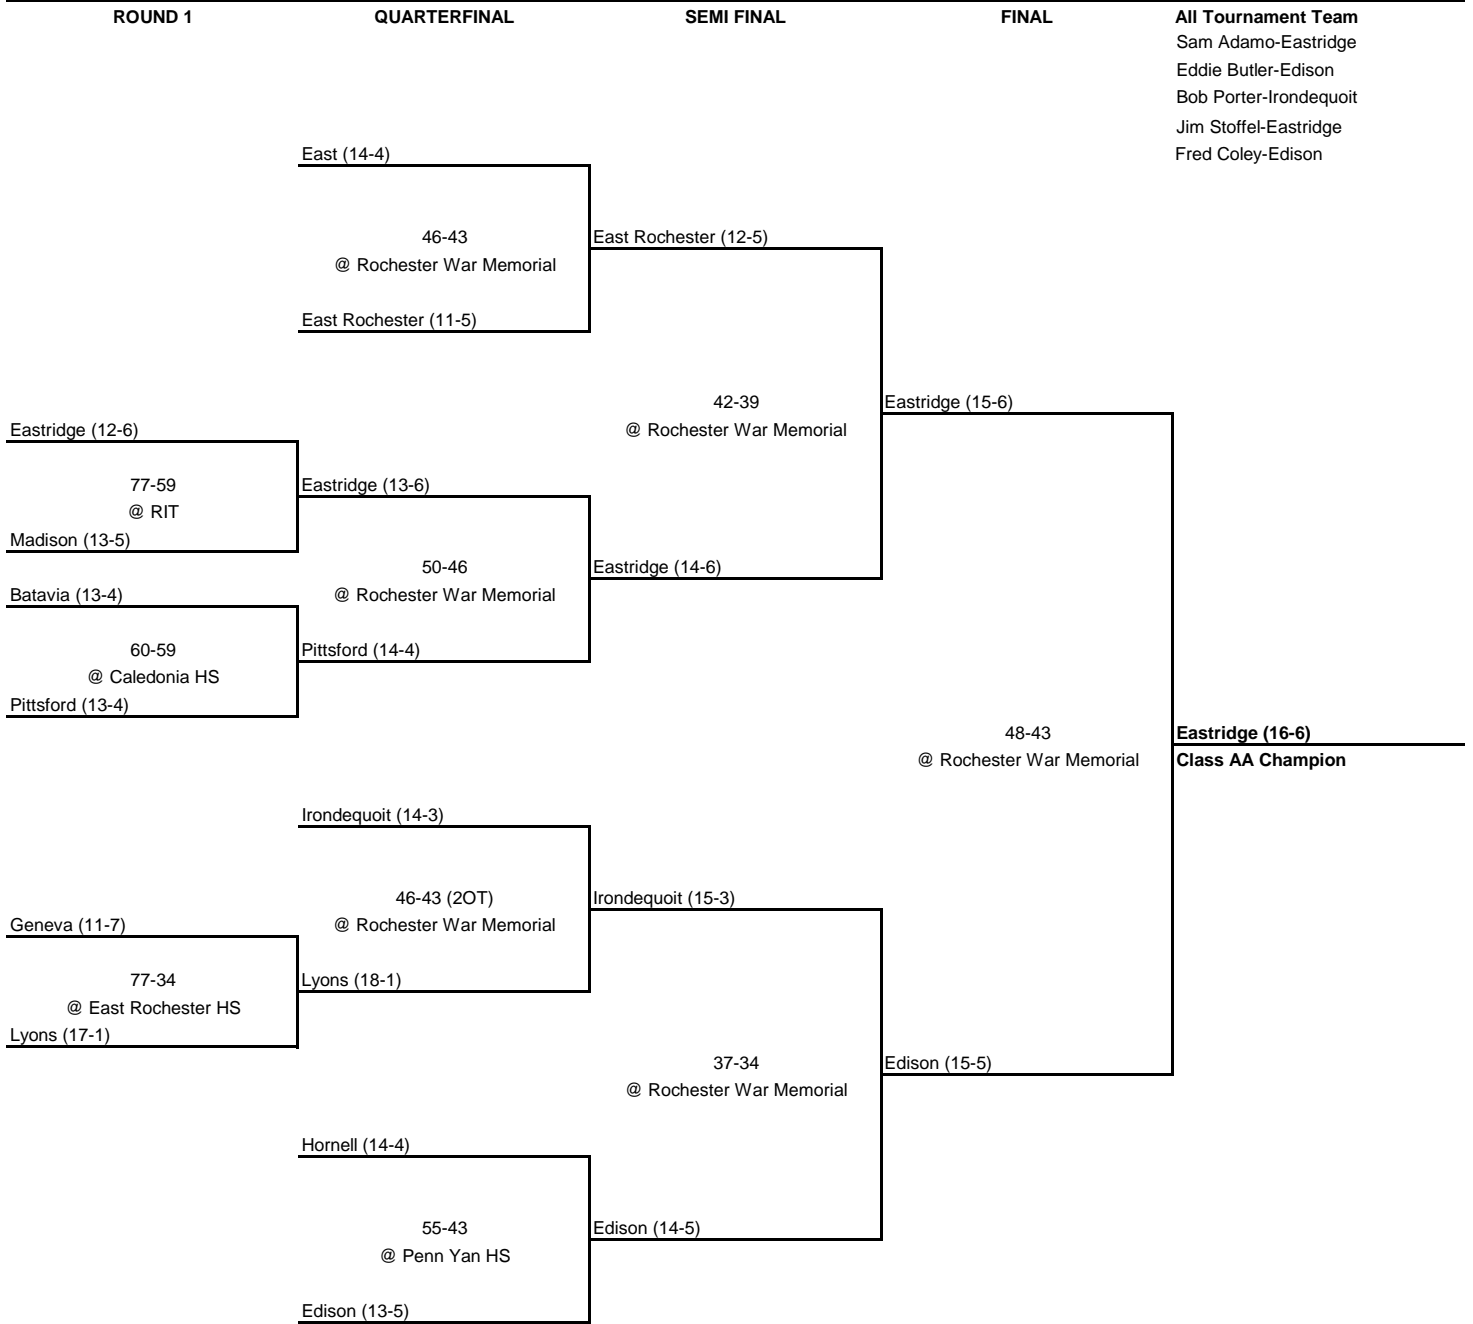 ROUND 1 QUARTERFINAL SEMI FINAL FINAL All Tournament Team
Sam Adamo-Eastridge
Eddie Butler-Edison
Bob Porter-Irondequoit
Jim Stoffel-Eastridge
East (14-4) Fred Coley-Edison
46-43 East Rochester (12-5)
@ Rochester War Memorial
East Rochester (11-5)
42-39 Eastridge (15-6)
Eastridge (12-6) @ Rochester War Memorial
77-59 Eastridge (13-6)
@ RIT
Madison (13-5)
50-46 Eastridge (14-6)
Batavia (13-4) @ Rochester War Memorial
60-59 Pittsford (14-4)
@ Caledonia HS
Pittsford (13-4)
48-43 Eastridge (16-6)
@ Rochester War Memorial Class AA Champion
Irondequoit (14-3)
46-43 (2OT) Irondequoit (15-3)
Geneva (11-7) @ Rochester War Memorial
77-34 Lyons (18-1)
@ East Rochester HS
Lyons (17-1)
37-34 Edison (15-5)
@ Rochester War Memorial
Hornell (14-4)
55-43 Edison (14-5)
@ Penn Yan HS
Edison (13-5)